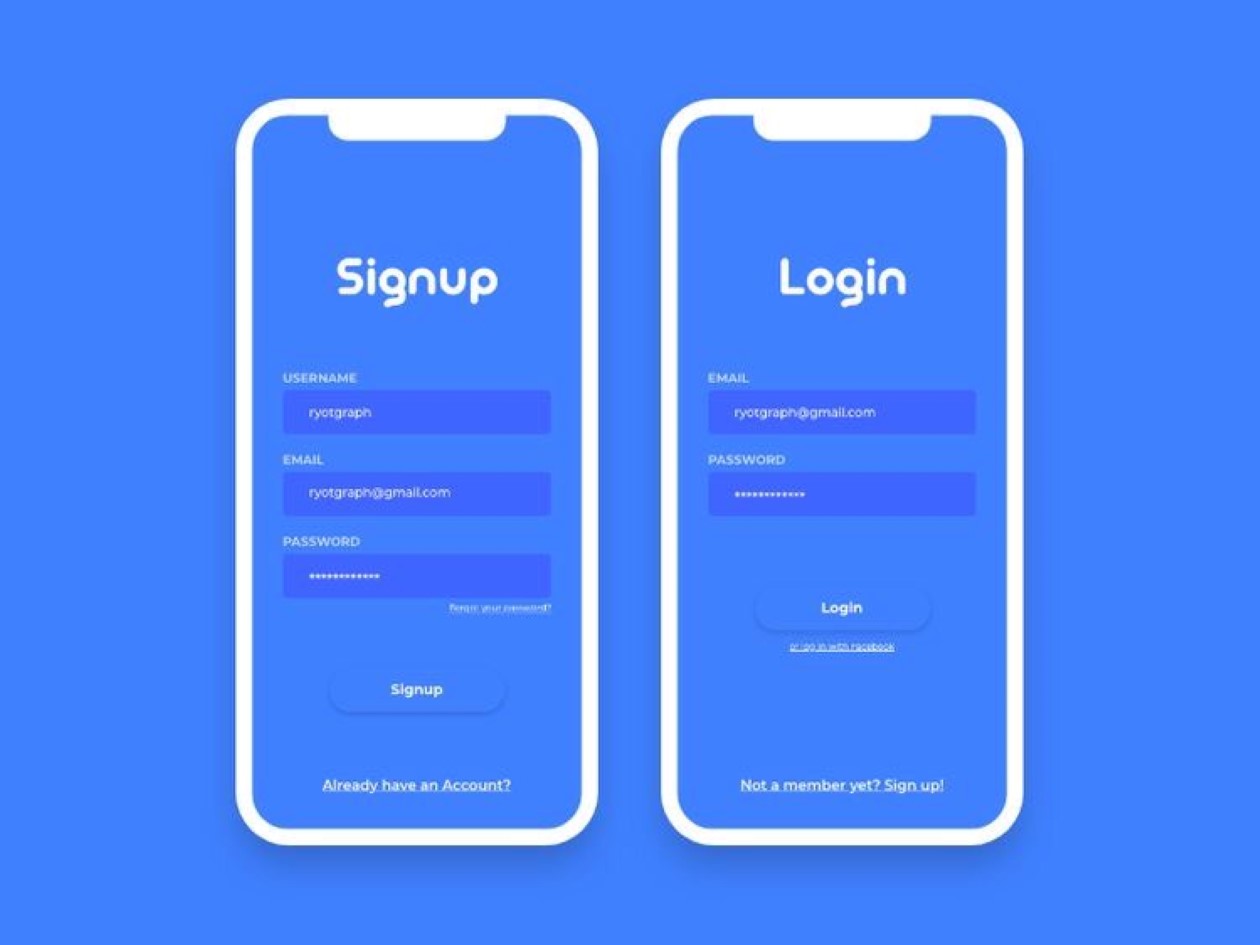 Signup
USERNAME
ryotgraph
EMAIL
ryotgraph@gmail.com
PASSWORD
************
Forgot your password?
Signup
Already have an Account?
Login
EMAIL
ryotgraph@gmail.com
PASSWORD
************
Login
or log in with Facebook
Not a member yet? Sign up!